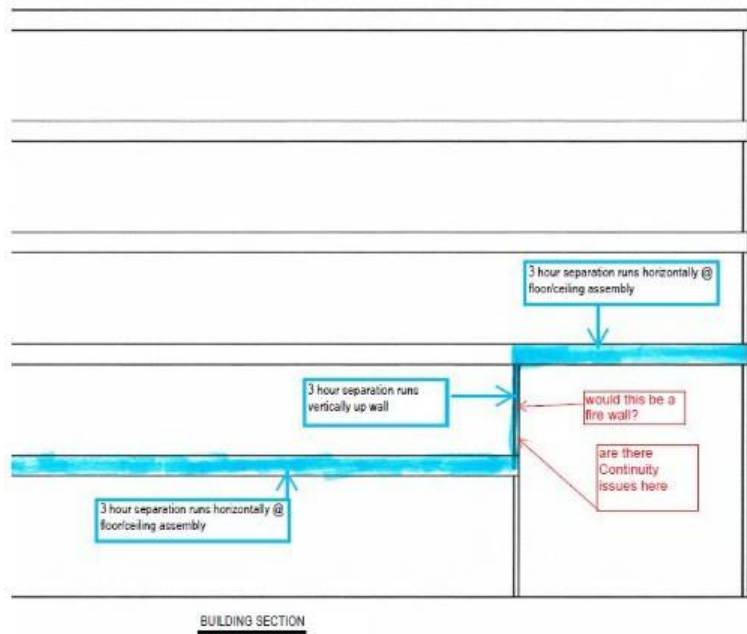 3 hour separation runs horizontally @
floor/ceiling assembly
3 hour separation runs
vertically up wall
would this be a
fire wall?
are there
Continuity
issues here
3 hour separation runs horizontally @
floor/ceiling assembly
BUILDING SECTION